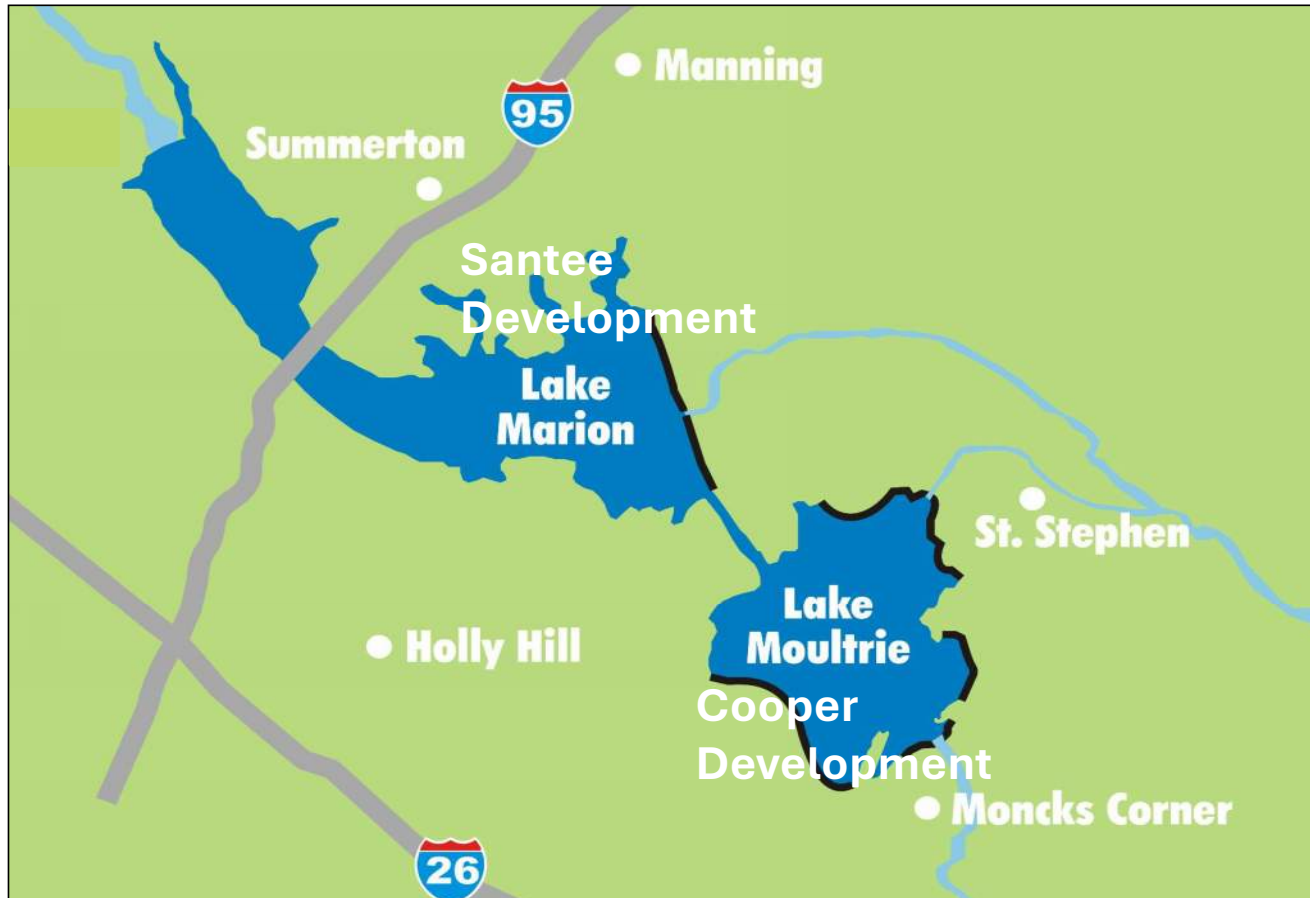 Manning
95
Summerton
Santee
Development
Lake
Marion
St. Stephen
Lake
Moultrie
Holly Hill
Cooper
Development
Moncks Corner
26